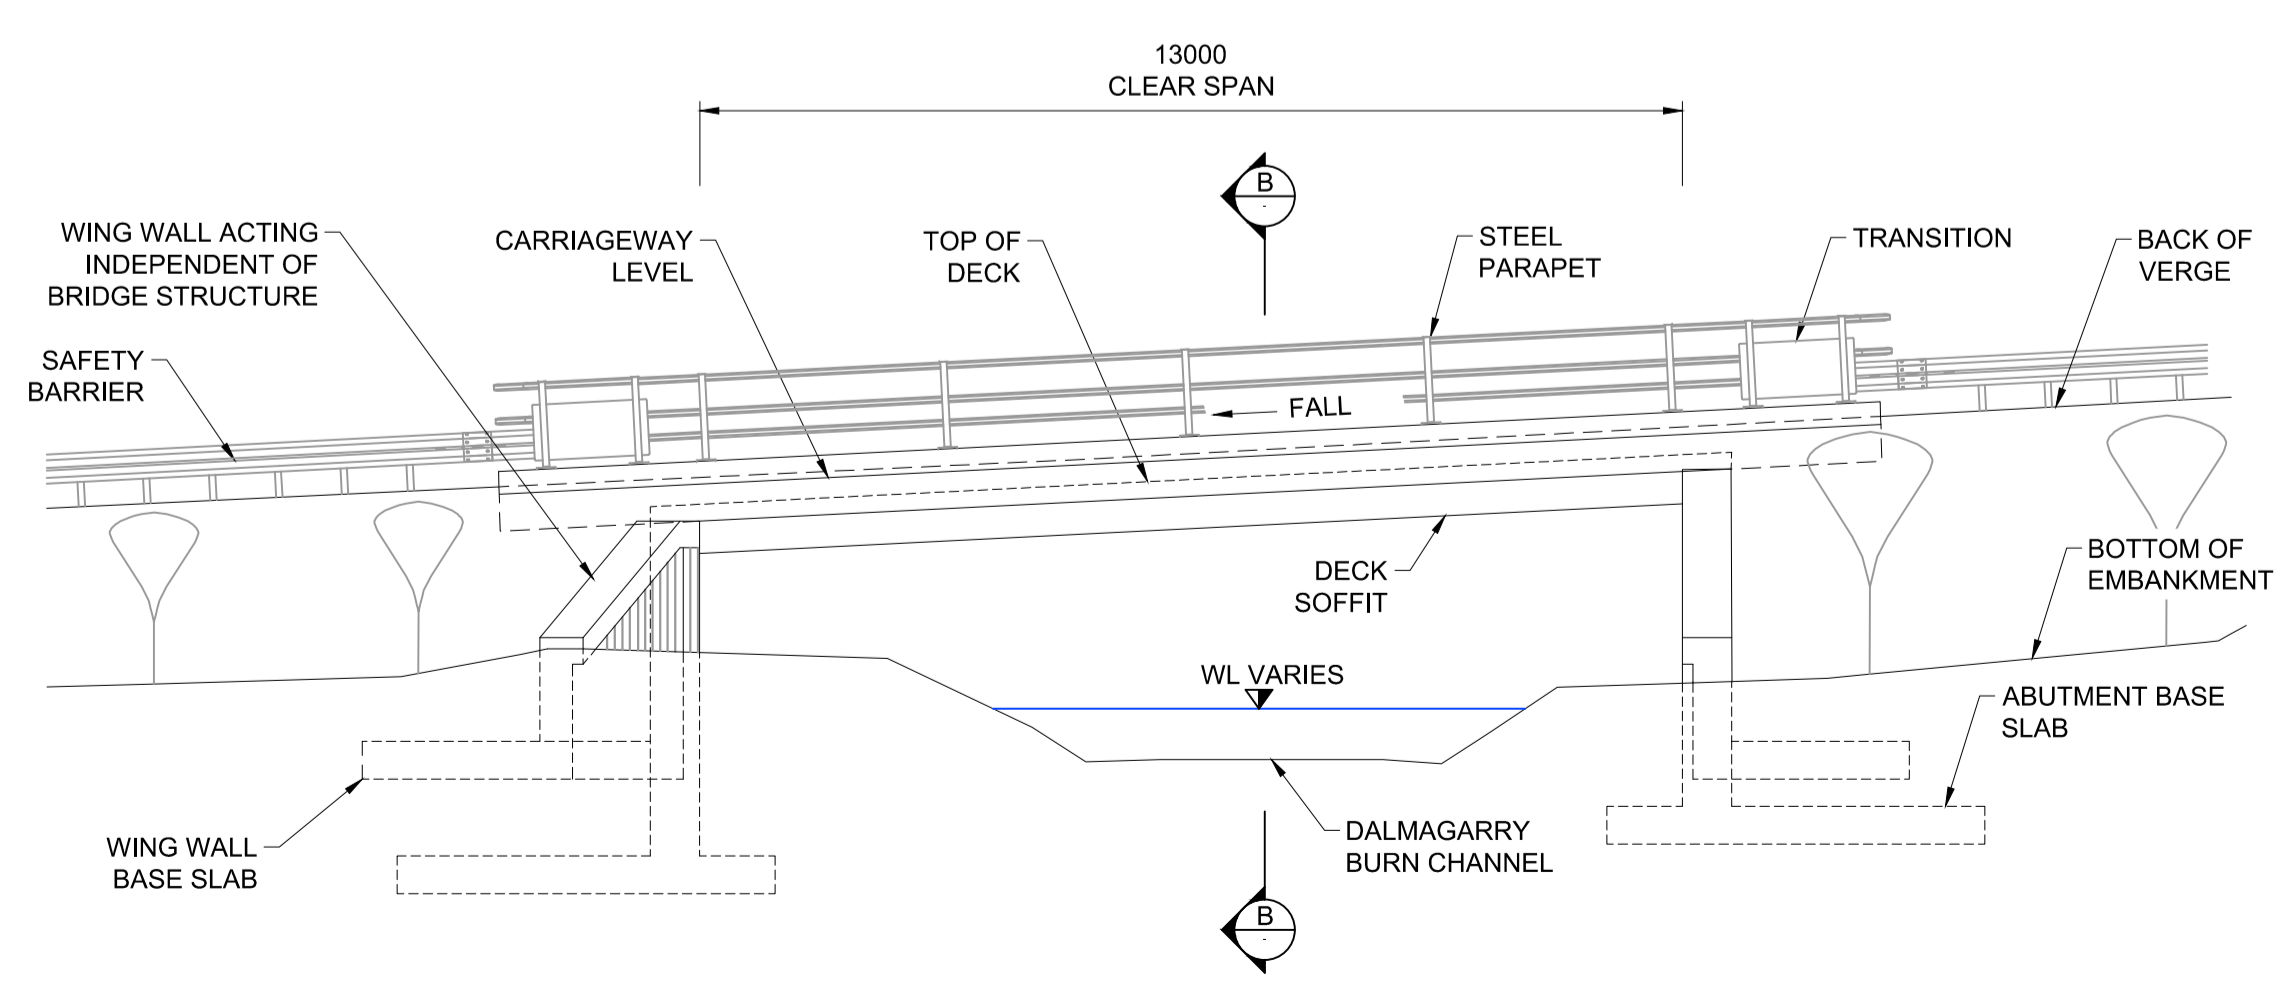 13000
CLEAR SPAN
B
-
WING WALL ACTING
INDEPENDENT OF
BRIDGE STRUCTURE
CARRIAGEWAY
LEVEL
TOP OF
DECK
STEEL
PARAPET
TRANSITION
BACK OF
VERGE
SAFETY
BARRIER
FALL
DECK
SOFFIT
BOTTOM OF
EMBANKMENT
WL VARIES
ABUTMENT BASE
SLAB
WING WALL
BASE SLAB
DALMAGARRY
BURN CHANNEL
B
-